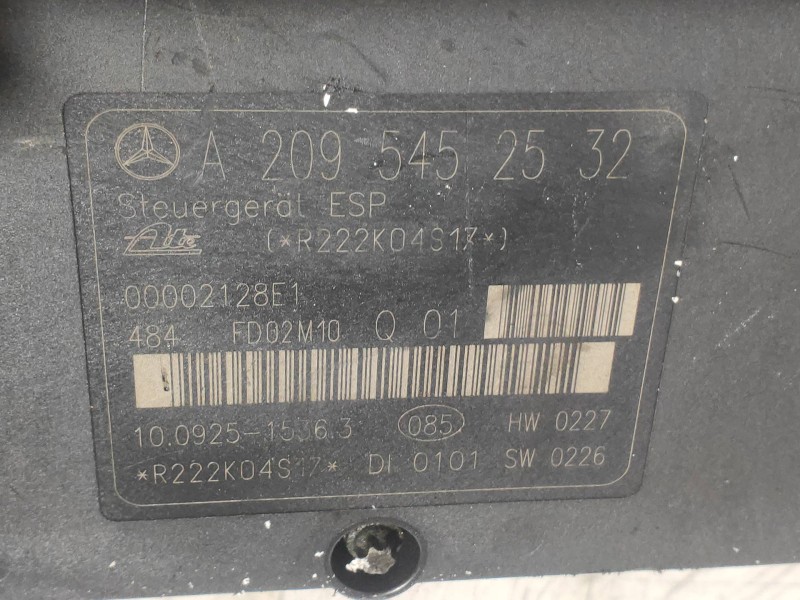 A 209 545 25 32
Steuergerät ESP
Ate (*R222K04S17*)
00002128E1
484 FD02M10 Q 01
10.0925-1536.3 085 HW 0227
*R222K04S17* DI 0101 SW 0226